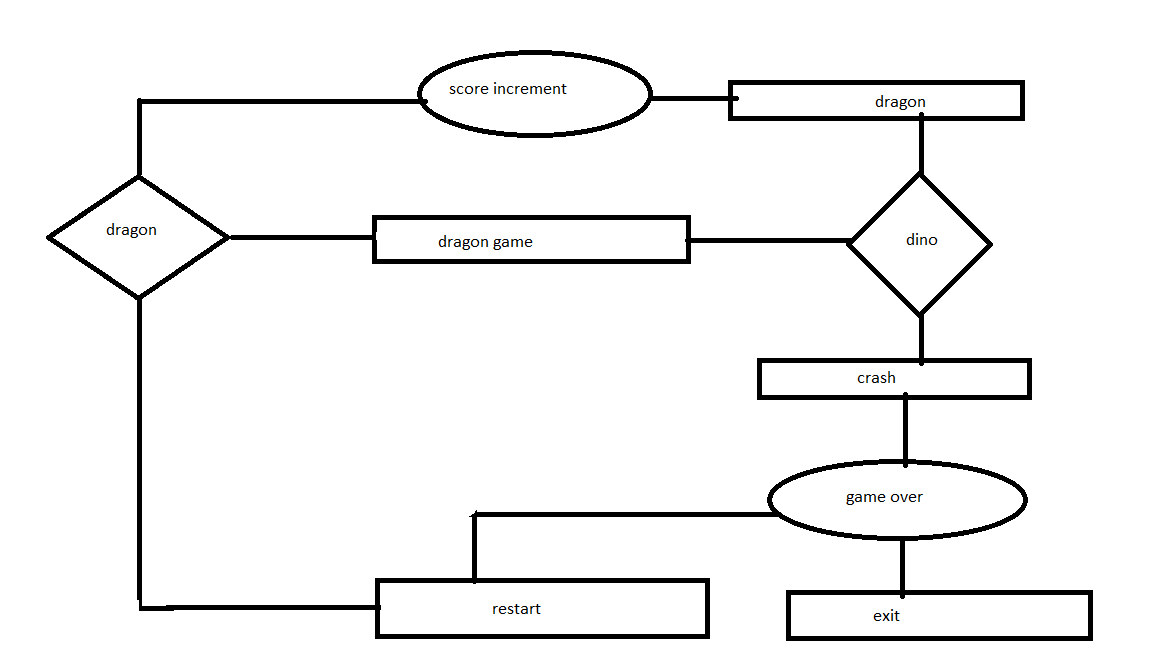 score increment
dragon
dragon
dragon game
dino
crash
game over
restart
exit